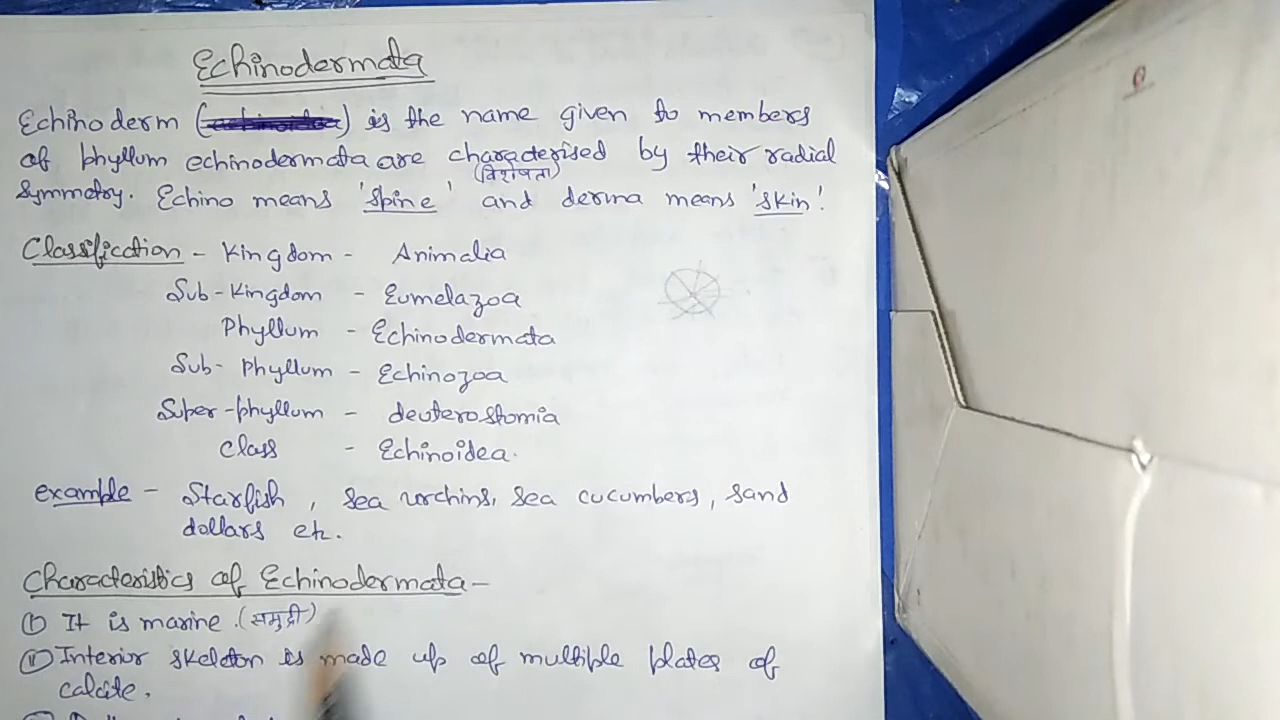 Echinodermata
Echinoderm () is the name given to members
of phyllum echinodermata are characterised by their radial
(विशेषता)
symmetry. Echino means 'spine' and derma means 'skin'.
Classification - Kingdom - Animalia
Sub-Kingdom - Eumelazoa
Phyllum - Echinodermata
Sub-Phyllum - Echinozoa
Super-phyllum - deuterostomia
Class - Echinoidea.
example - Starfish, sea urchins, sea cucumbers, sand
dollars etc.
Characteristics of Echinodermata-
(I) It is marine. (समुद्री)
(II) Interior skeleton is made up of multiple plates of
calcite.